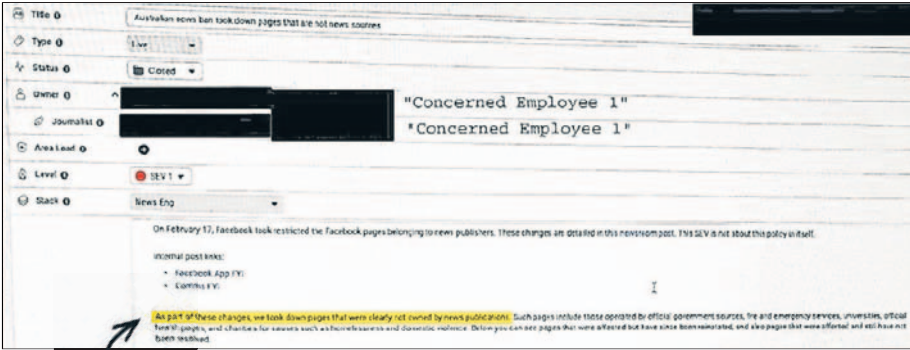 Title
Australian news ban took down pages that are not news sources
Type
Live
Status
Closed
Owner
"Concerned Employee 1"
Journalist
"Concerned Employee 1"
Area Lead
Level
SEV 1
Stack
News Eng
On February 17, Facebook took restricted the Facebook pages belonging to news publishers. These changes are detailed in this newsroom post. This SEV is not about this policy in itself.
Internal post links:
• Facebook App FYI
• Comms FYI
As part of these changes, we took down pages that were clearly not owned by news publications. Such pages include those operated by official government sources, fire and emergency services, universities, official
health pages, and charities for causes such as homelessness and domestic violence. Below you can see pages that were affected but have since been reinstated, and also pages that were affected and still have not
been resolved.